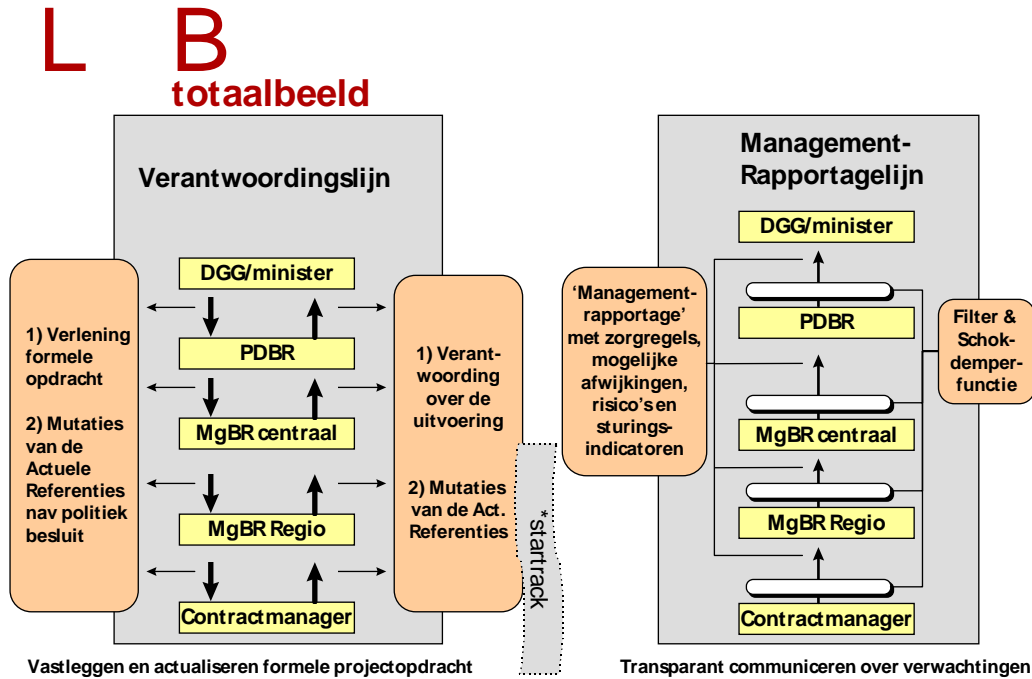 L B
totaalbeeld
Verantwoordingslijn
DGG/minister
PDBR
MgBR centraal
MgBR Regio
Contractmanager
1) Verlening
formele
opdracht
2) Mutaties
van de
Actuele
Referenties
nav politiek
besluit
1) Verant-
woording
over de
uitvoering
2) Mutaties
van de Act.
Referenties
*startrack
Vastleggen en actualiseren formele projectopdracht
Management-
Rapportagelijn
DGG/minister
PDBR
MgBR centraal
MgBR Regio
Contractmanager
‘Management-
rapportage’
met zorgregels,
mogelijke
afwijkingen,
risico's en
sturings-
indicatoren
Filter &
Schok-
demper-
functie
Transparant communiceren over verwachtingen